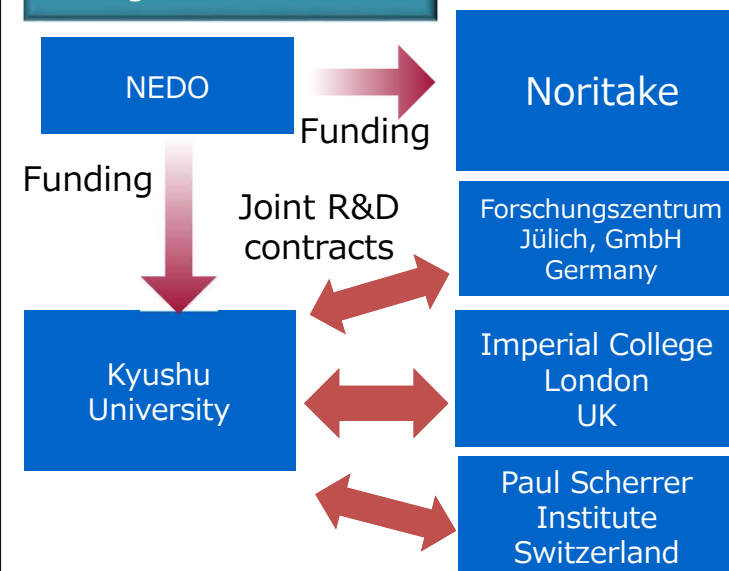 NEDO
Funding
Noritake
Funding
Joint R&D
contracts
Forschungszentrum
Jülich, GmbH
Germany
Kyushu
University
Imperial College
London
UK
Paul Scherrer
Institute
Switzerland